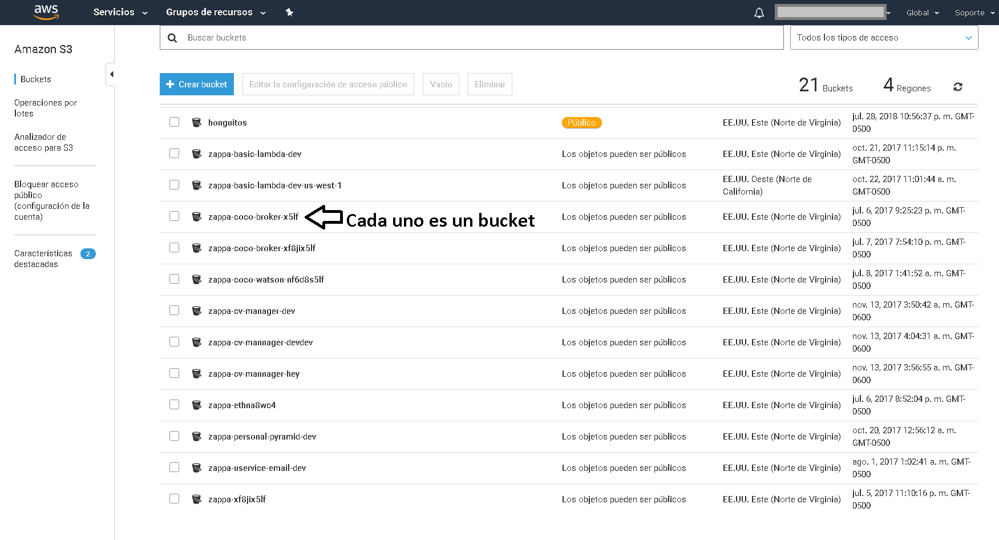 aws Servicios Grupos de recursos Global Soporte
Amazon S3
Buckets
Operaciones por
lotes
Analizador de
acceso para S3
Bloquear acceso
público
(configuración de la
cuenta)
Características 2
destacadas
Buscar buckets Todos los tipos de acceso
Crear bucket Editar la configuración de acceso público Vacío Eliminar 21 Buckets 4 Regiones
honguitos Público EE.UU. Este (Norte de Virginia) jul. 28, 2018 10:56:37 p. m. GMT-
0500
zappa-basic-lambda-dev Los objetos pueden ser públicos EE.UU. Este (Norte de Virginia) oct. 21, 2017 11:15:14 p. m.
GMT-0500
zappa-basic-lambda-dev-us-west-1 Los objetos pueden ser públicos EE.UU. Oeste (Norte de oct. 22, 2017 11:01:44 a. m.
California) GMT-0500
zappa-coco-broker-x5lf Cada uno es un bucket Los objetos pueden ser públicos EE.UU. Este (Norte de Virginia) jul. 6, 2017 9:25:23 p. m. GMT-
0500
zappa-coco-broker-xf8jix5lf Los objetos pueden ser públicos EE.UU. Este (Norte de Virginia) jul. 7, 2017 7:54:10 p. m. GMT-
0500
zappa-coco-watson-nf6d8s5lf Los objetos pueden ser públicos EE.UU. Este (Norte de Virginia) jul. 8, 2017 1:41:52 a. m. GMT-
0500
zappa-cv-manager-dev Los objetos pueden ser públicos EE.UU. Este (Norte de Virginia) nov. 13, 2017 3:50:42 a. m. GMT-
0600
zappa-cv-mannager-devdev Los objetos pueden ser públicos EE.UU. Este (Norte de Virginia) nov. 13, 2017 4:04:31 a. m. GMT-
0600
zappa-cv-mannager-hey Los objetos pueden ser públicos EE.UU. Este (Norte de Virginia) nov. 13, 2017 3:56:55 a. m. GMT-
0600
zappa-ethna8wc4 Los objetos pueden ser públicos EE.UU. Este (Norte de Virginia) jul. 6, 2017 8:52:04 p. m. GMT-
0500
zappa-personal-pyramid-dev Los objetos pueden ser públicos EE.UU. Este (Norte de Virginia) oct. 20, 2017 12:56:12 a. m.
GMT-0500
zappa-uservice-email-dev Los objetos pueden ser públicos EE.UU. Este (Norte de Virginia) ago. 1, 2017 1:02:41 a. m. GMT-
0500
zappa-xf8jix5lf Los objetos pueden ser públicos EE.UU. Este (Norte de Virginia) jul. 5, 2017 11:10:16 p. m. GMT-
0500